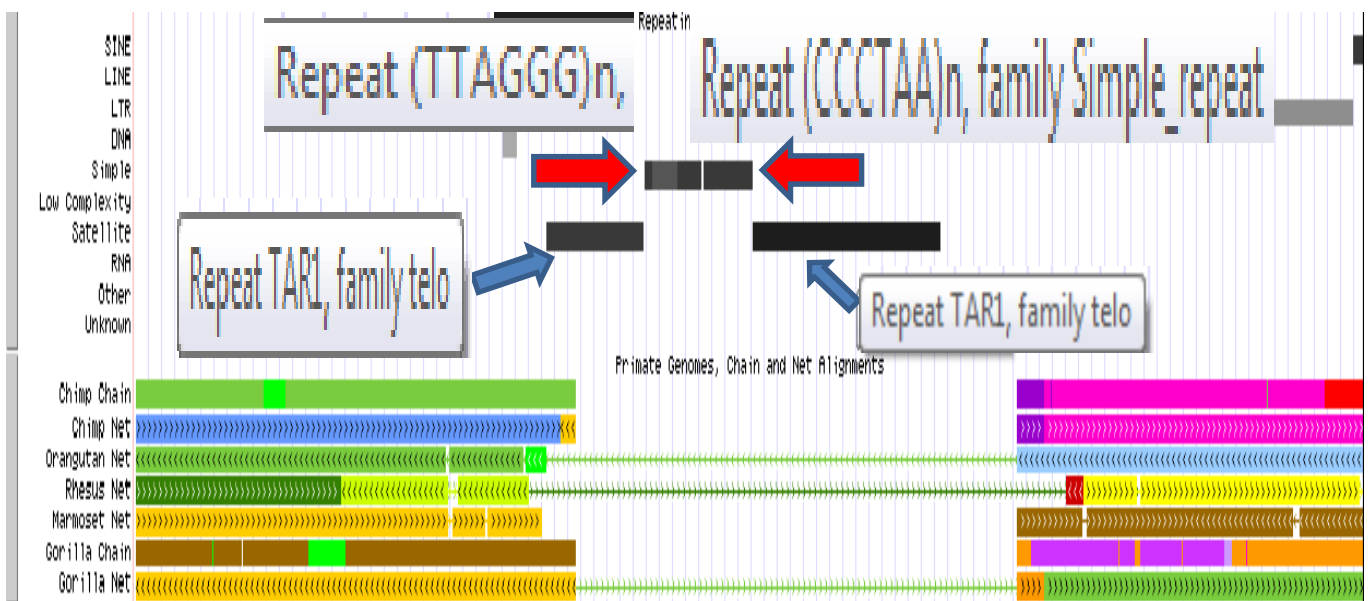 Repeat in
SINE
LINE
LTR
DNA
Simple
Low Complexity
Satellite
RNA
Other
Unknown
Repeat (TTAGGG)n,
Repeat (CCCTAA)n, family Simple_repeat
Repeat TAR1, family telo
Repeat TAR1, family telo
Primate Genomes, Chain and Net Alignments
Chimp Chain
Chimp Net
Orangutan Net
Rhesus Net
Marmoset Net
Gorilla Chain
Gorilla Net